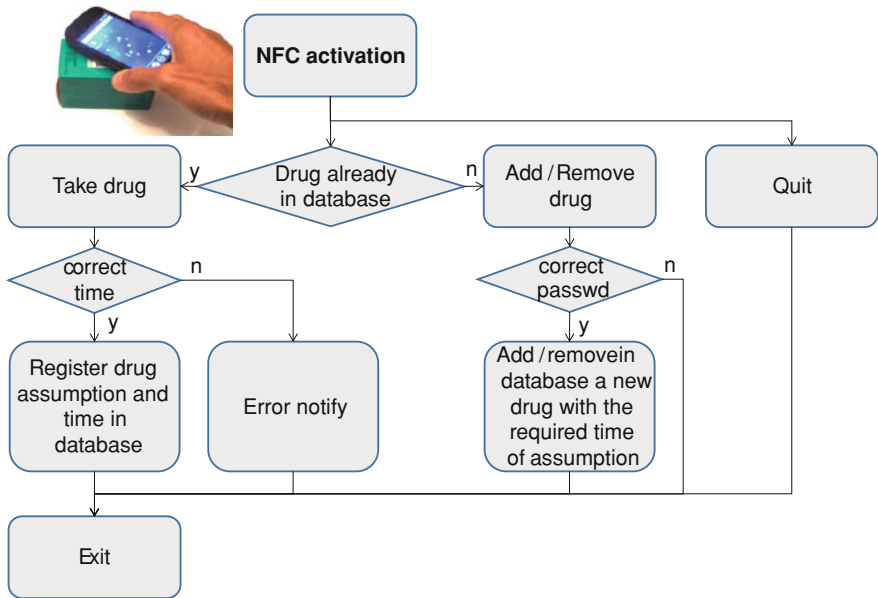 NFC activation
y
Drug already
in database
n
Take drug
Add / Remove
drug
Quit
correct
time
n
correct
passwd
n
y
y
Register drug
assumption and
time in
database
Error notify
Add / removein
database a new
drug with the
required time
of assumption
Exit